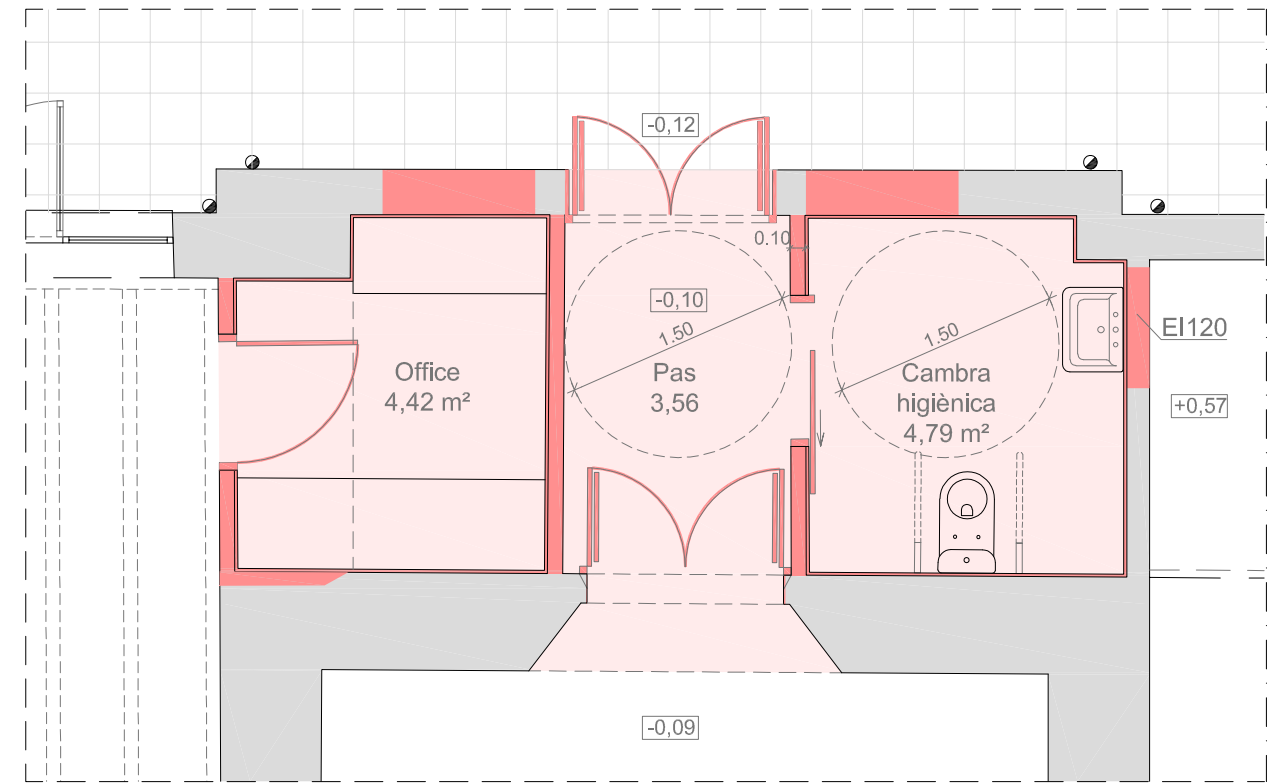 -0,12
0.10
-0,10
1.50
1.50
EI120
Office
4,42 m²
Pas
3,56
Cambra
higiènica
4,79 m²
+0,57
-0,09